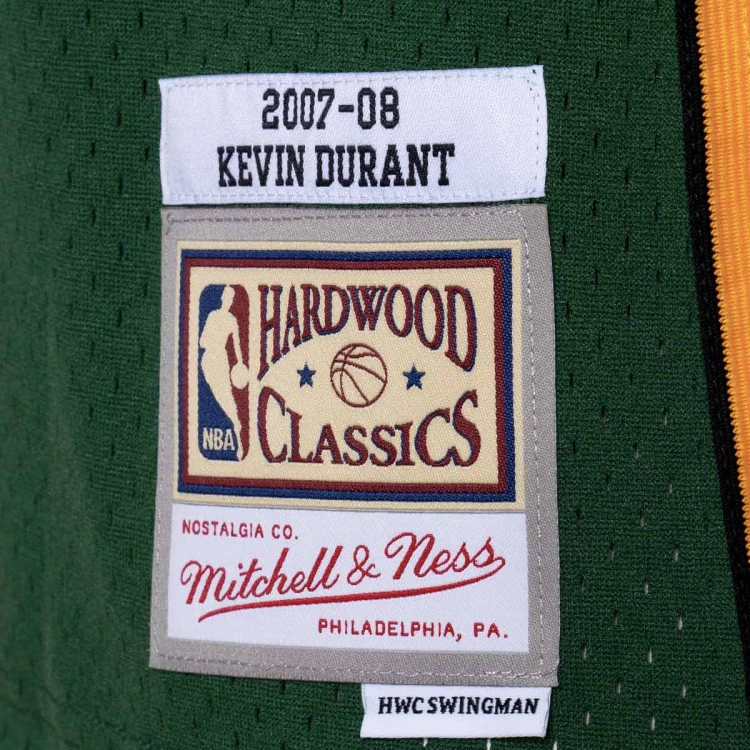 2007-08
KEVIN DURANT
HARDWOOD
CLASSICS
NBA
NOSTALGIA CO.
Mitchell & Ness
PHILADELPHIA, PA.
HWC SWINGMAN